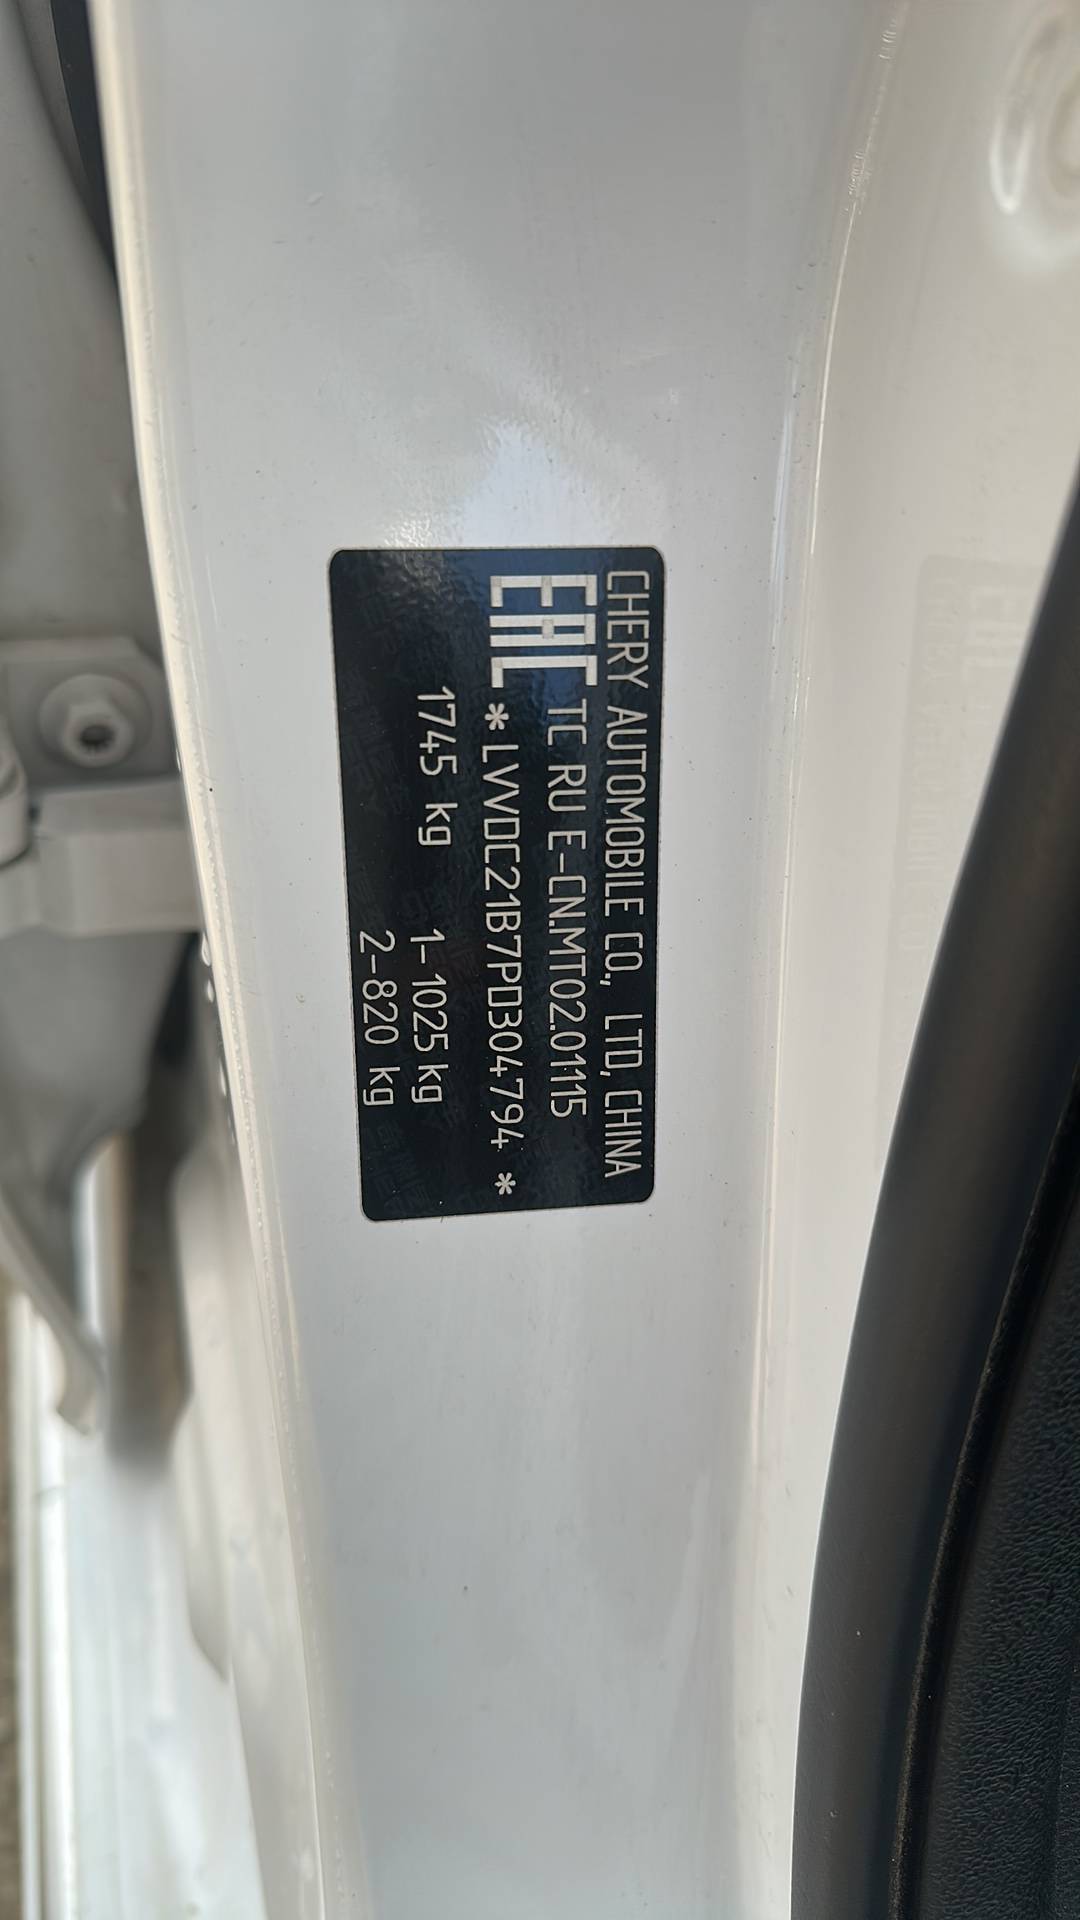 CHERY AUTOMOBILE CO., LTD, CHINA
EAC TC RU E-CN.MT02.01115
*LVVDC21B7PD304794 *
1745 kg 1-1025 kg
2-820 kg